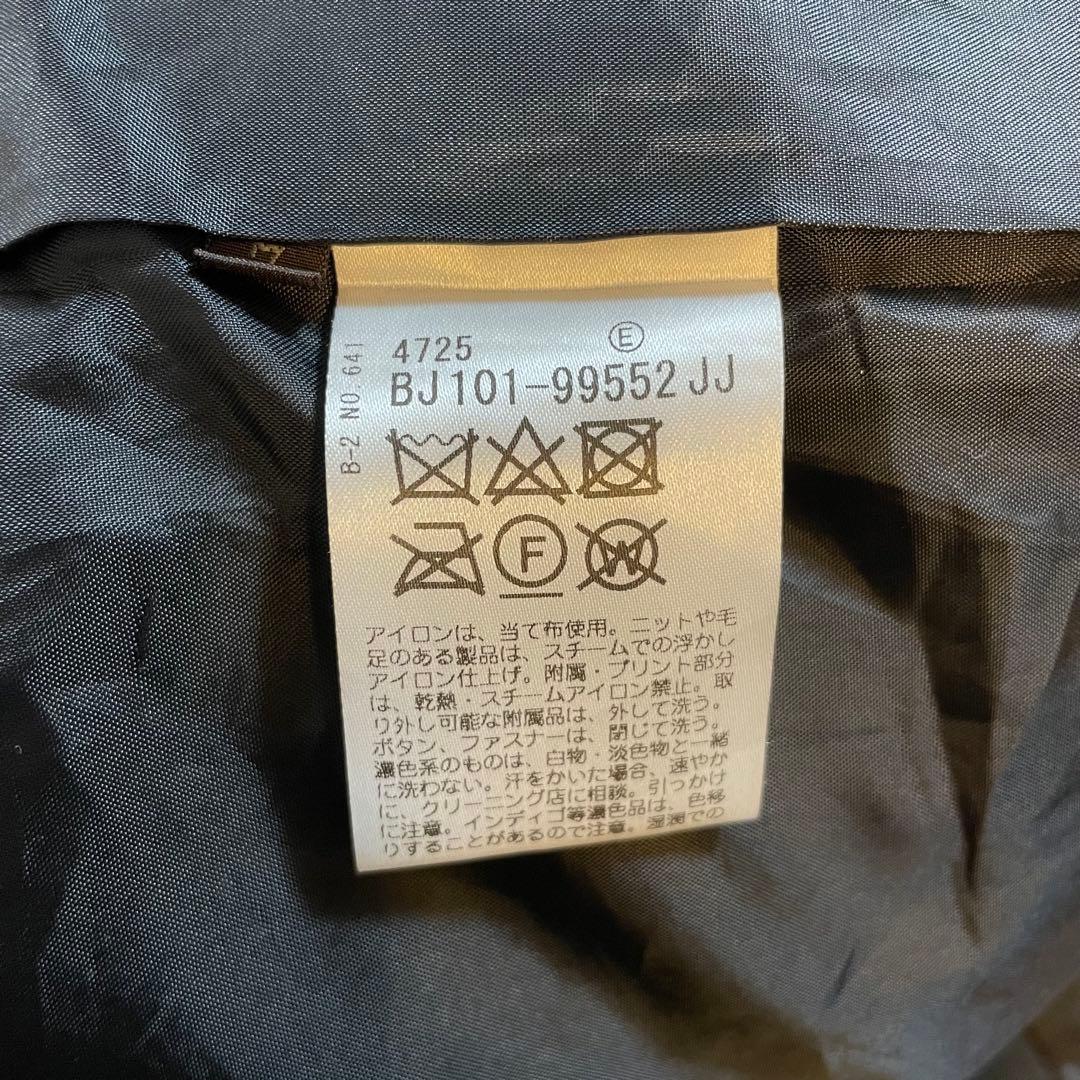 B-2 NO.641
4725 Ⓔ
BJ101-99552JJ
F
W
アイロンは、当て布使用。ニットや毛
足のある製品は、スチームでの浮かし
アイロン仕上げ。附属・プリント部分
は、乾熱・スチームアイロン禁止。取
り外し可能な附属品は、外して洗う。
ボタン、ファスナーは、閉じて洗う。
濃色系のものは、白物・淡色物と一緒
に洗わない。汗をかいた場合、速やか
に、クリーニング店に相談。引っかけ
に注意。インディゴ等濃色品は、色移
りすることがあるので注意。湿潤での